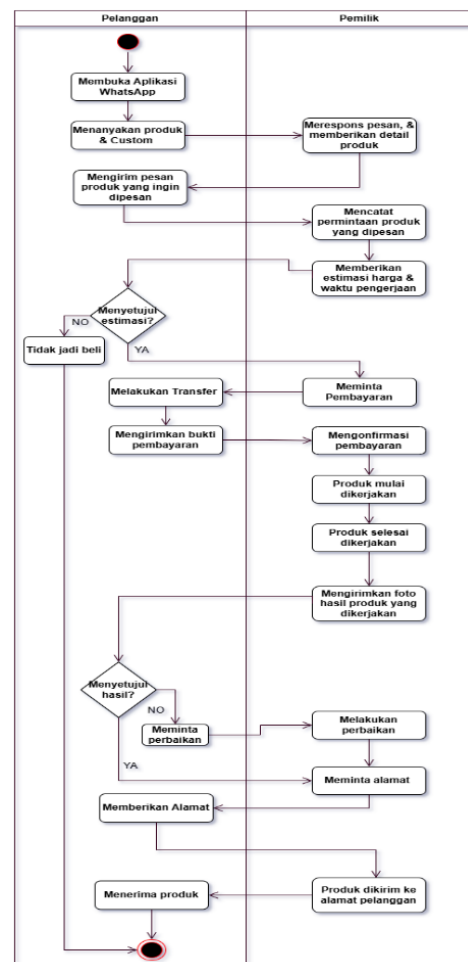 Pelanggan
Pemilik
Membuka Aplikasi
WhatsApp
Menanyakan produk
& Custom
Merespons pesan, &
memberikan detail
produk
Mengirim pesan
produk yang ingin
dipesan
Mencatat
permintaan produk
yang dipesan
Memberikan
estimasi harga &
waktu pengerjaan
Menyetujui
estimasi?
NO
YA
Tidak jadi beli
Meminta
Pembayaran
Melakukan Transfer
Mengirimkan bukti
pembayaran
Mengonfirmasi
pembayaran
Produk mulai
dikerjakan
Produk selesai
dikerjakan
Mengirimkan foto
hasil produk yang
dikerjakan
Menyetujui
hasil?
NO
YA
Meminta
perbaikan
Melakukan
perbaikan
Meminta alamat
Memberikan Alamat
Produk dikirim ke
alamat pelanggan
Menerima produk